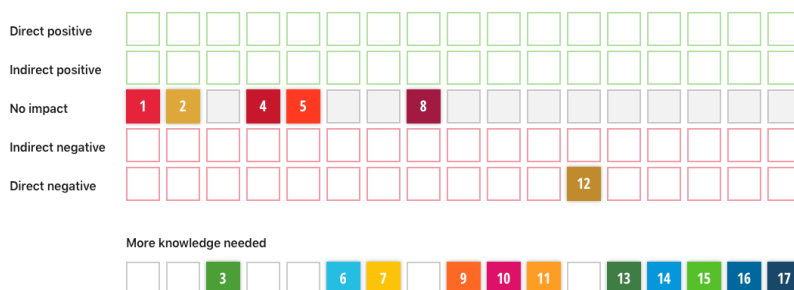 Direct positive
Indirect positive
No impact 1 2 4 5 8
Indirect negative
Direct negative 12
More knowledge needed
3 6 7 9 10 11 13 14 15 16 17